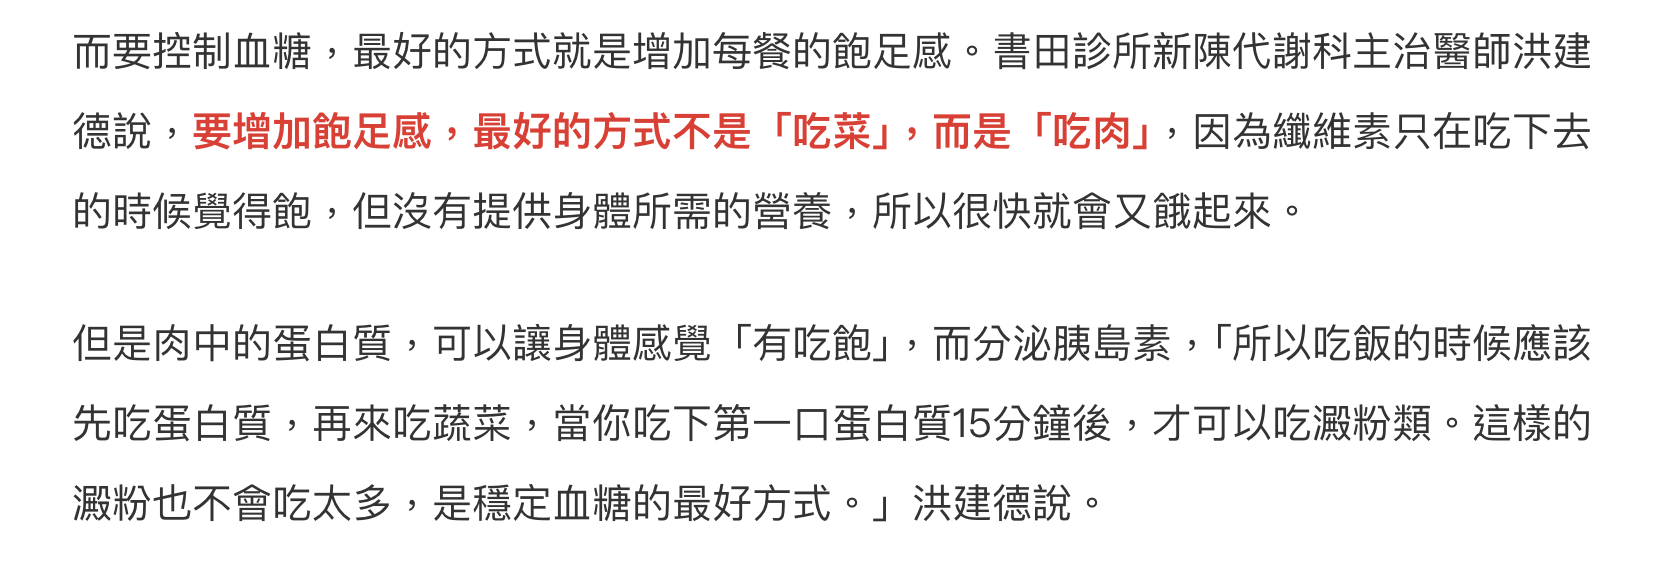 而要控制血糖，最好的方式就是增加每餐的飽足感。書田診所新陳代謝科主治醫師洪建
德說，要增加飽足感，最好的方式不是「吃菜」，而是「吃肉」，因為纖維素只在吃下去
的時候覺得飽，但沒有提供身體所需的營養，所以很快就會又餓起來。
但是肉中的蛋白質，可以讓身體感覺「有吃飽」，而分泌胰島素，「所以吃飯的時候應該
先吃蛋白質，再來吃蔬菜，當你吃下第一口蛋白質15分鐘後，才可以吃澱粉類。這樣的
澱粉也不會吃太多，是穩定血糖的最好方式。」洪建德說。